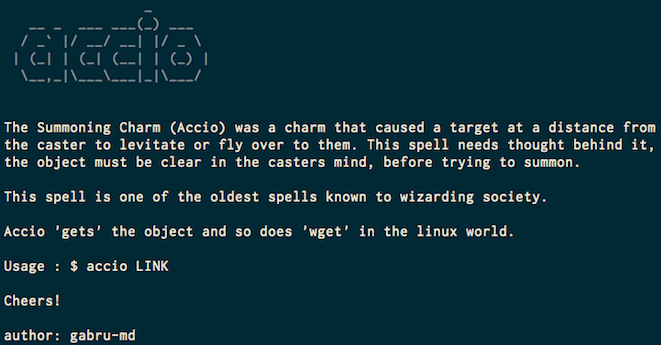 accio
The Summoning Charm (Accio) was a charm that caused a target at a distance from
the caster to levitate or fly over to them. This spell needs thought behind it,
the object must be clear in the casters mind, before trying to summon.
This spell is one of the oldest spells known to wizarding society.
Accio 'gets' the object and so does 'wget' in the linux world.
Usage : $ accio LINK
Cheers!
author: gabru-md